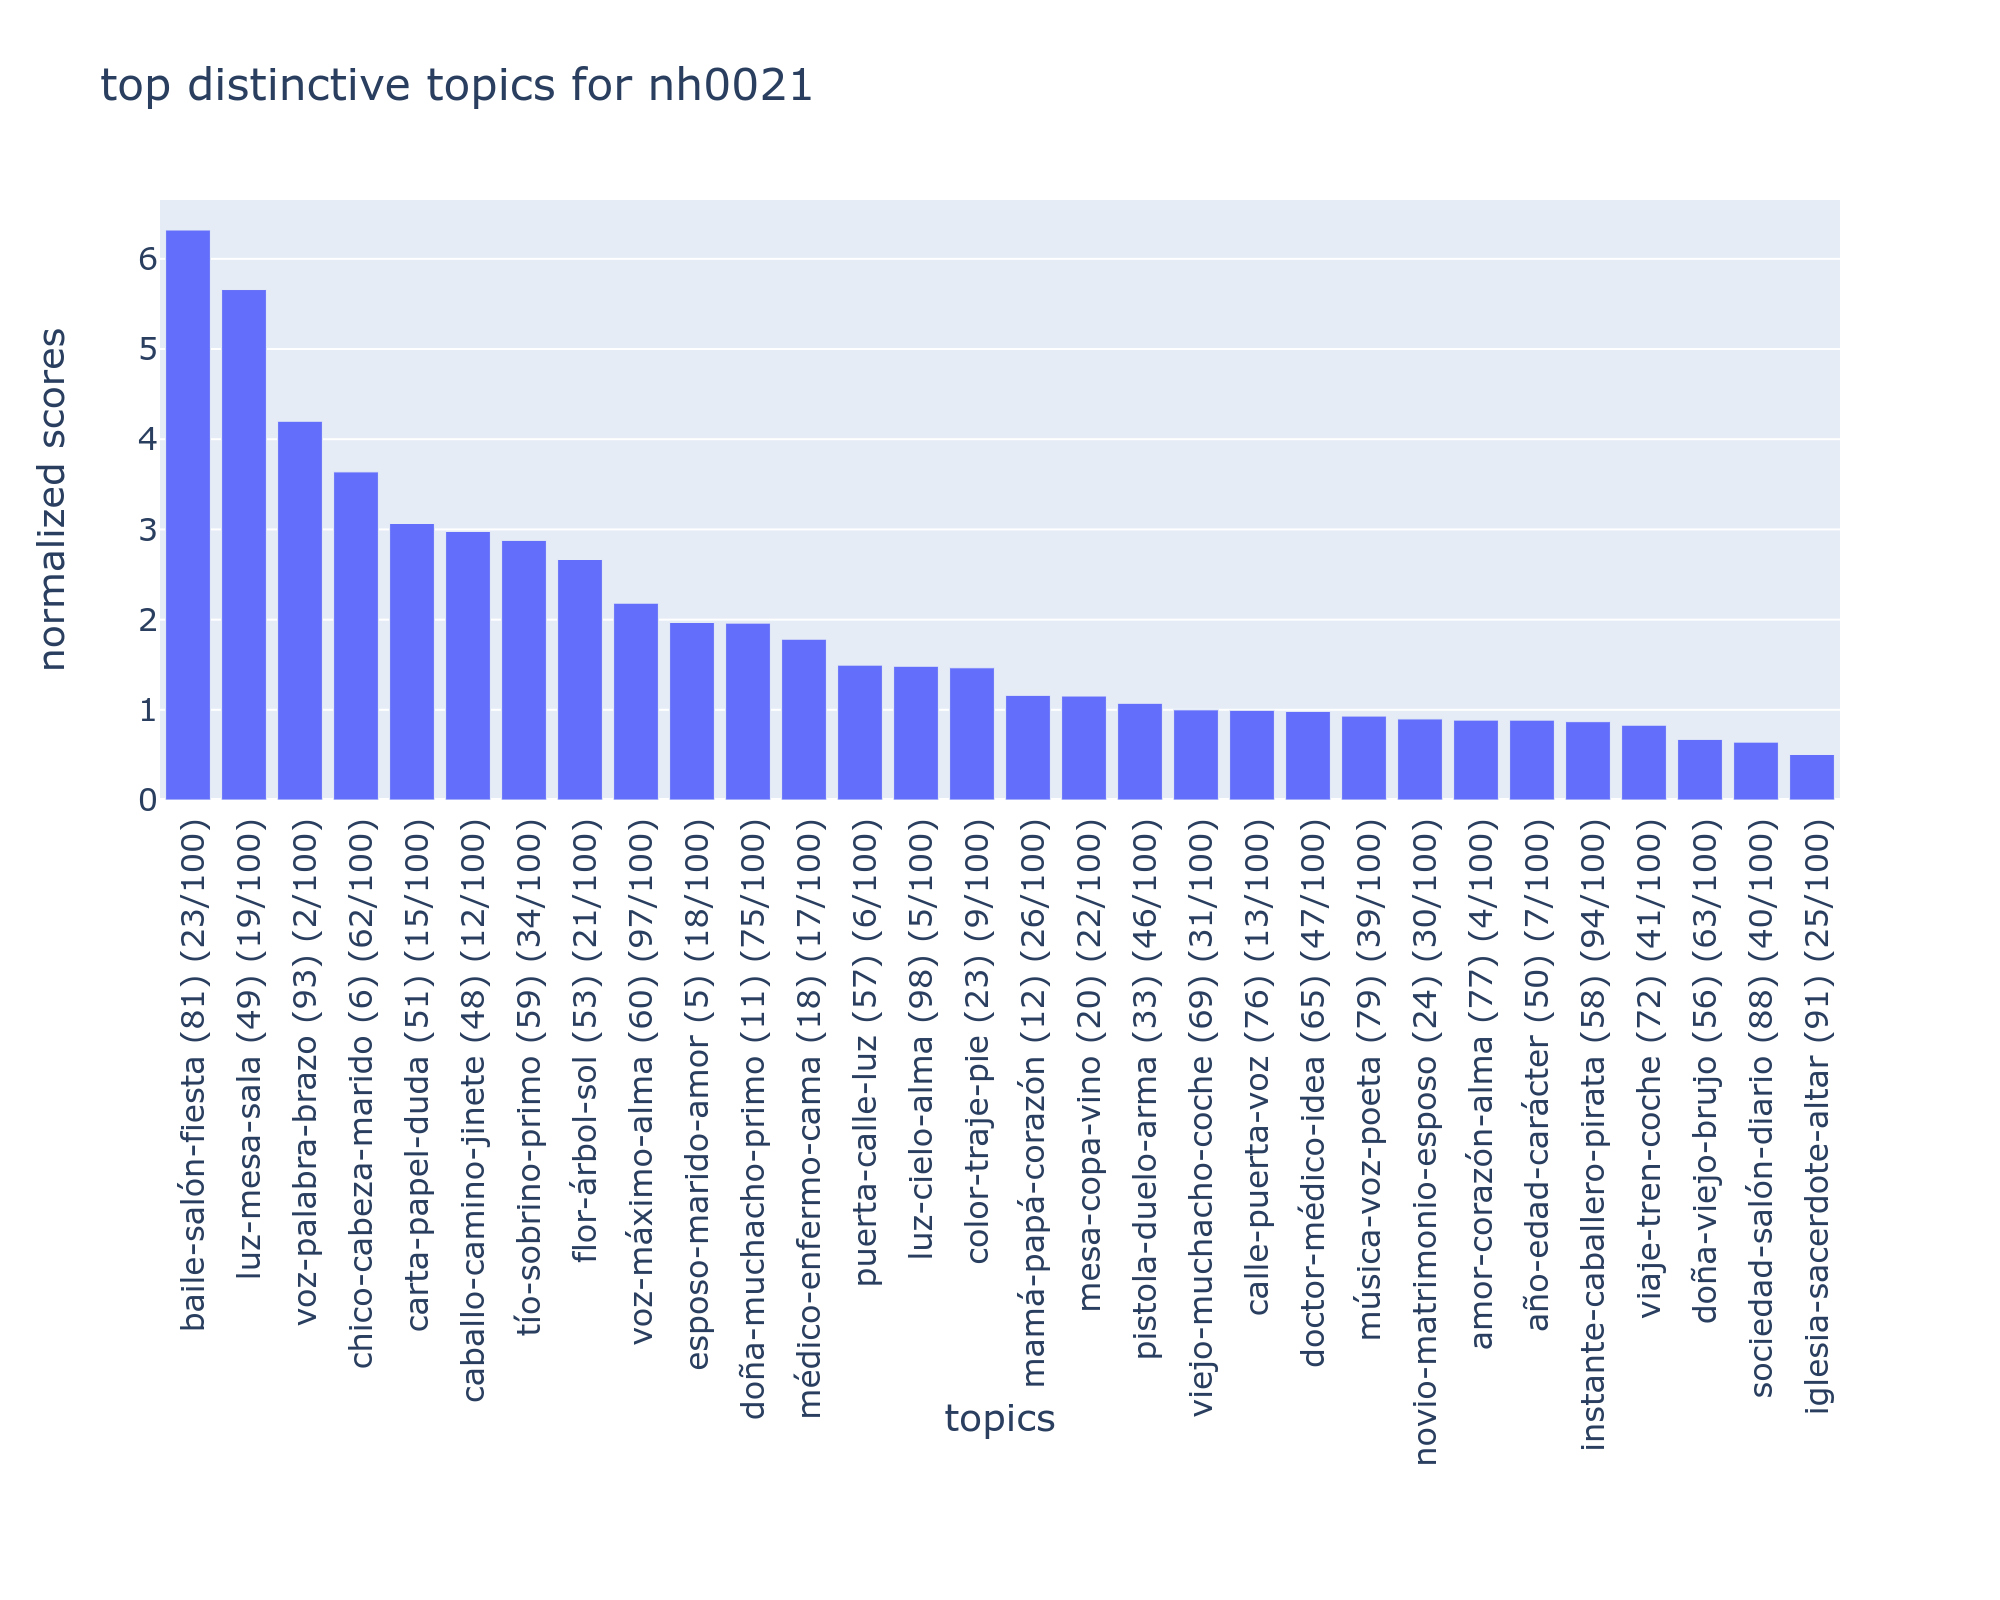 top distinctive topics for nh0021
normalized scores
6
5
4
3
2
1
0
baile-salón-fiesta (81) (23/100)
luz-mesa-sala (49) (19/100)
voz-palabra-brazo (93) (2/100)
chico-cabeza-marido (6) (62/100)
carta-papel-duda (51) (15/100)
caballo-camino-jinete (48) (12/100)
tío-sobrino-primo (59) (34/100)
flor-árbol-sol (53) (21/100)
voz-máximo-alma (60) (97/100)
esposo-marido-amor (5) (18/100)
doña-muchacho-primo (11) (75/100)
médico-enfermo-cama (18) (17/100)
puerta-calle-luz (57) (6/100)
luz-cielo-alma (98) (5/100)
color-traje-pie (23) (9/100)
mamá-papá-corazón (12) (26/100)
mesa-copa-vino (20) (22/100)
pistola-duelo-arma (33) (46/100)
viejo-muchacho-coche (69) (31/100)
calle-puerta-voz (76) (13/100)
doctor-médico-idea (65) (47/100)
música-voz-poeta (79) (39/100)
novio-matrimonio-esposo (24) (30/100)
amor-corazón-alma (77) (4/100)
año-edad-carácter (50) (7/100)
instante-caballero-pirata (58) (94/100)
viaje-tren-coche (72) (41/100)
doña-viejo-brujo (56) (63/100)
sociedad-salón-diario (88) (40/100)
iglesia-sacerdote-altar (91) (25/100)
topics